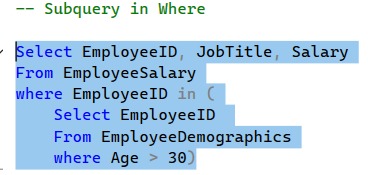 -- Subquery in Where
Select EmployeeID, JobTitle, Salary
From EmployeeSalary
where EmployeeID in (
Select EmployeeID
From EmployeeDemographics
where Age > 30)